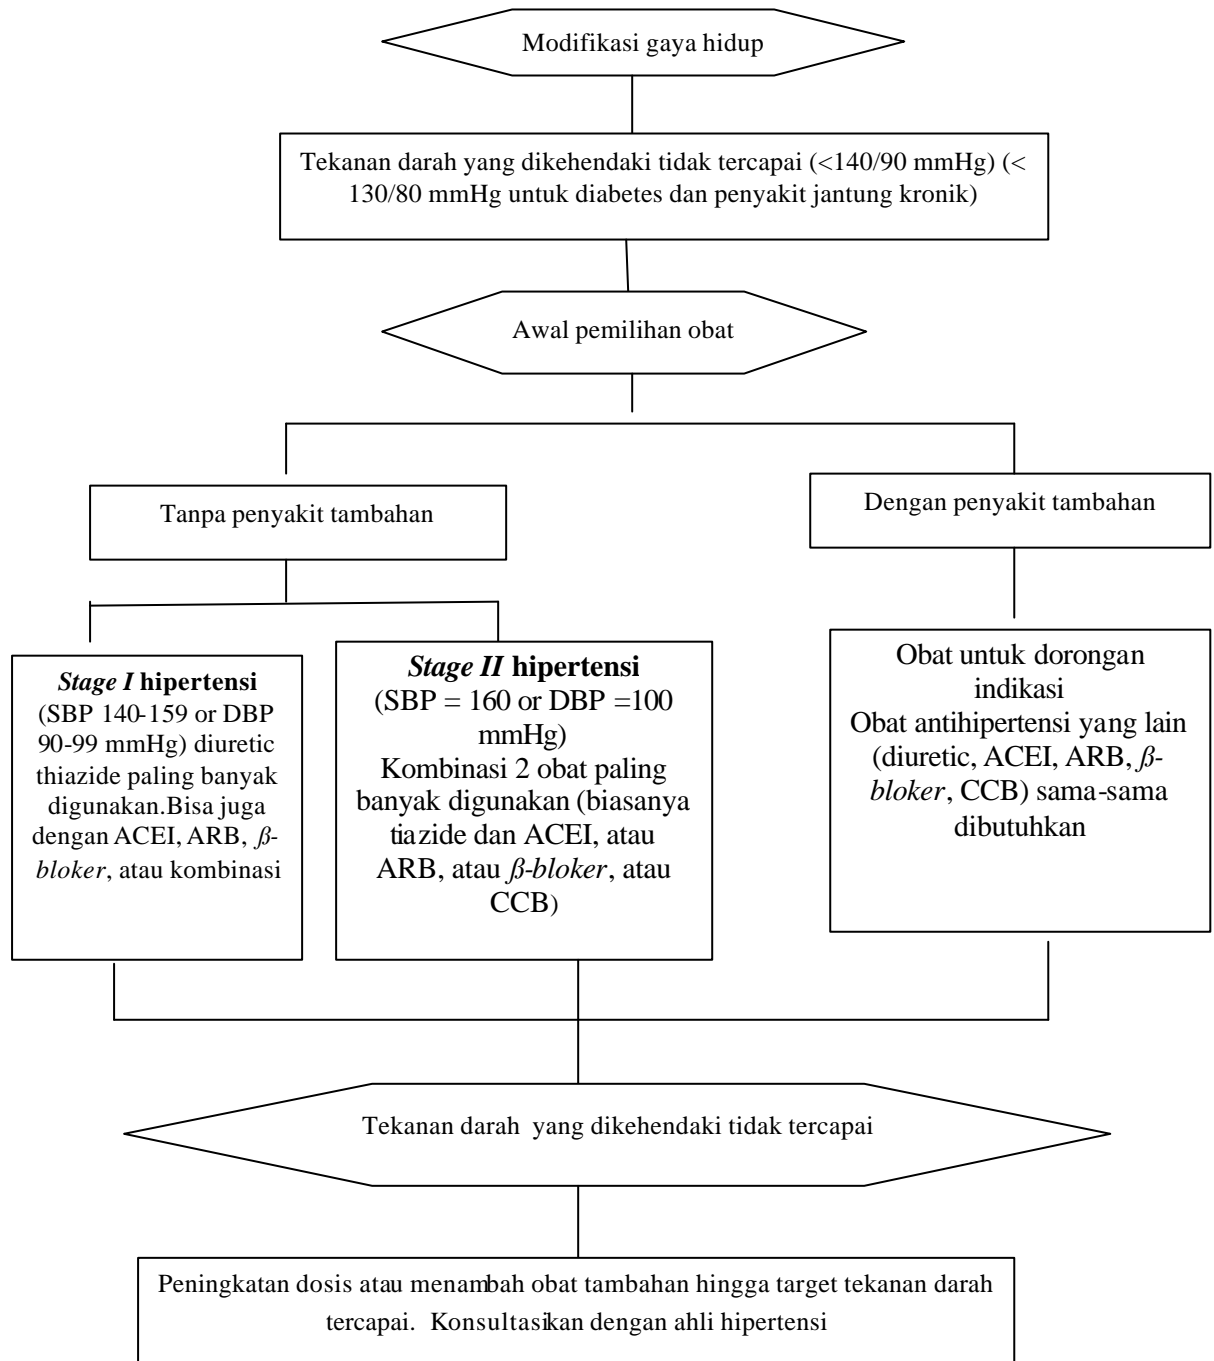 Modifikasi gaya hidup
Tekanan darah yang dikehendaki tidak tercapai (<140/90 mmHg) (<
130/80 mmHg untuk diabetes dan penyakit jantung kronik)
Awal pemilihan obat
Tanpa penyakit tambahan
Dengan penyakit tambahan
Stage I hipertensi
(SBP 140-159 or DBP
90-99 mmHg) diuretic
thiazide paling banyak
digunakan.Bisa juga
dengan ACEI, ARB, ß-
bloker, atau kombinasi
Stage II hipertensi
(SBP = 160 or DBP =100
mmHg)
Kombinasi 2 obat paling
banyak digunakan (biasanya
tiazide dan ACEI, atau
ARB, atau ß-bloker, atau
CCB)
Obat untuk dorongan
indikasi
Obat antihipertensi yang lain
(diuretic, ACEI, ARB, ß-
bloker, CCB) sama-sama
dibutuhkan
Tekanan darah yang dikehendaki tidak tercapai
Peningkatan dosis atau menambah obat tambahan hingga target tekanan darah
tercapai. Konsultasikan dengan ahli hipertensi